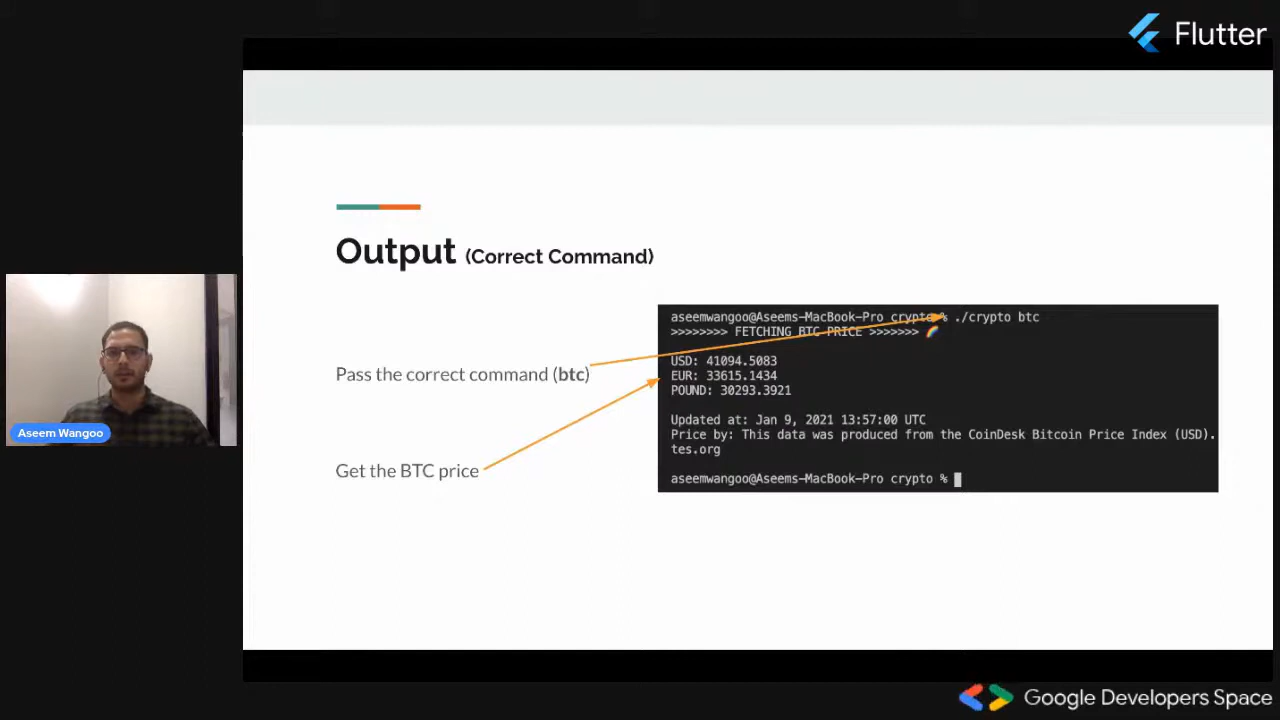 Flutter
Output (Correct Command)
aseemwangoo@Aseems-MacBook-Pro crypto % ./crypto btc
>>>>>>>> FETCHING BTC PRICE >>>>>>>
USD: 41094.5083
Pass the correct command (btc)
EUR: 33615.1434
POUND: 30293.3921
Updated at: Jan 9, 2021 13:57:00 UTC
Price by: This data was produced from the CoinDesk Bitcoin Price Index (USD).
tes.org
Get the BTC price
aseemwangoo@Aseems-MacBook-Pro crypto %
Aseem Wangoo
Google Developers Space